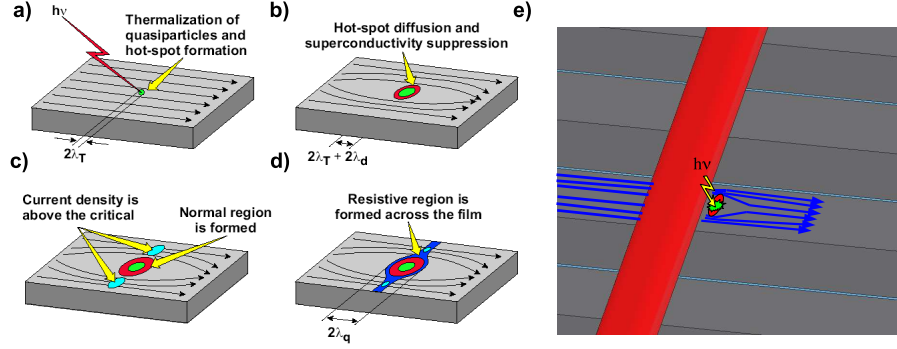 a)
hν
Thermalization of
quasiparticles and
hot-spot formation
2λT
b)
Hot-spot diffusion and
superconductivity suppression
2λT + 2λd
c)
Current density is
above the critical
Normal region
is formed
d)
Resistive region is
formed across the film
2λq
e)
hν